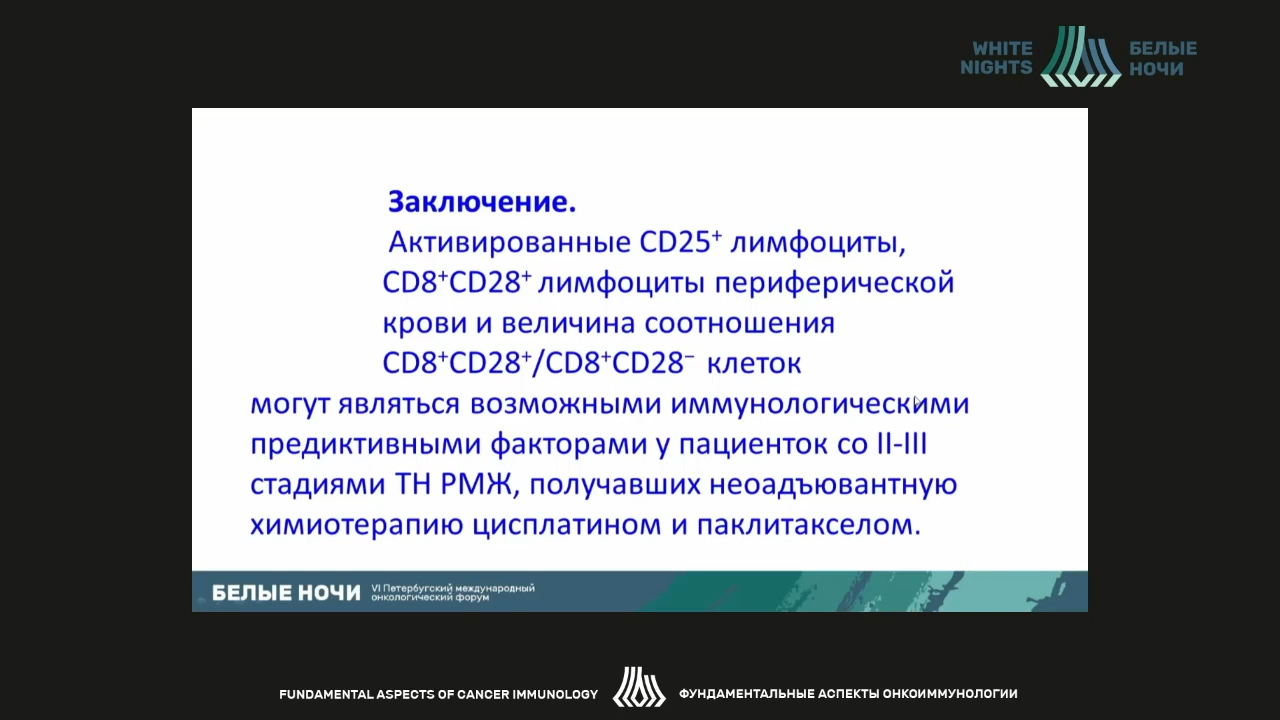 WHITE
NIGHTS
БЕЛЫЕ
НОЧИ
Заключение.
Активированные CD25⁺ лимфоциты,
CD8⁺CD28⁺ лимфоциты периферической
крови и величина соотношения
CD8⁺CD28⁺/CD8⁺CD28⁻ клеток
могут являться возможными иммунологическими
предиктивными факторами у пациенток со II-III
стадиями ТН РМЖ, получавших неоадъювантную
химиотерапию цисплатином и паклитакселом.
БЕЛЫЕ НОЧИ
VI Петербургский международный
онкологический форум
FUNDAMENTAL ASPECTS OF CANCER IMMUNOLOGY
ФУНДАМЕНТАЛЬНЫЕ АСПЕКТЫ ОНКОИММУНОЛОГИИ